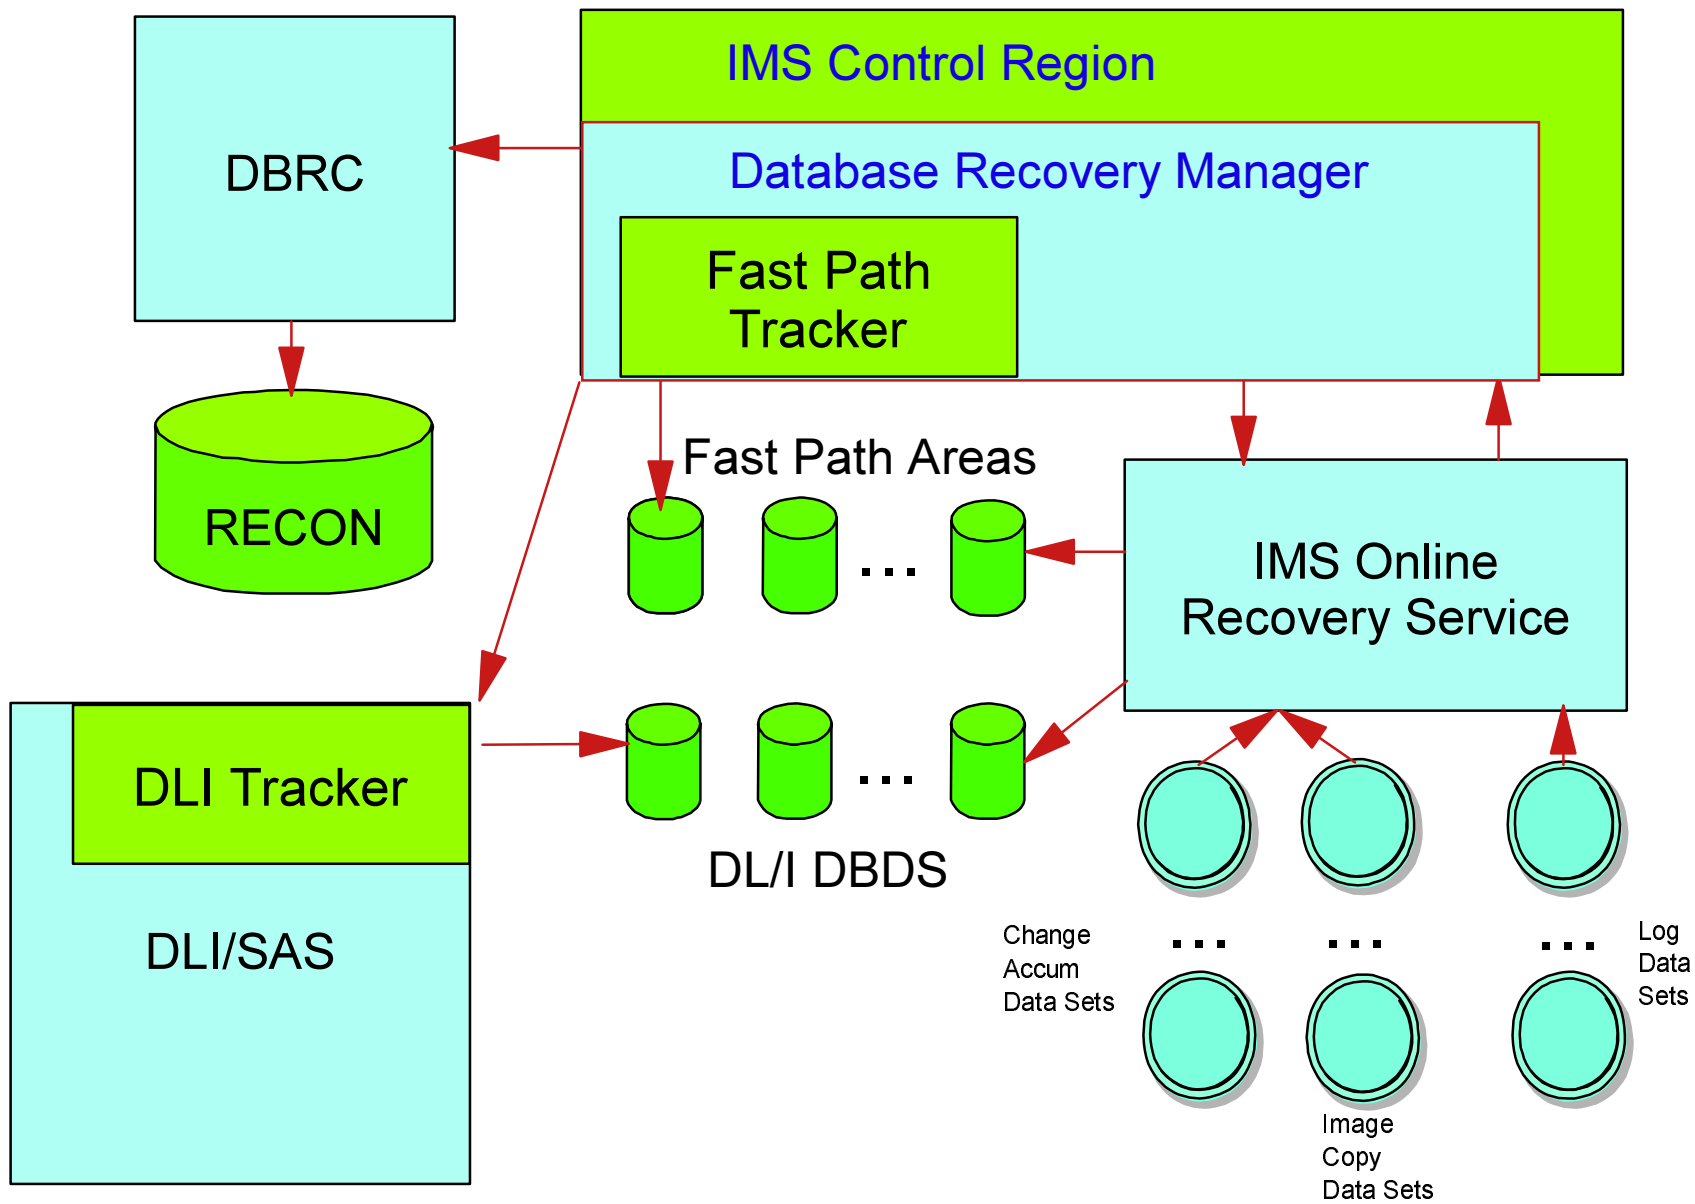 IMS Control Region
Database Recovery Manager
DBRC
Fast Path
Tracker
Fast Path Areas
RECON
IMS Online
Recovery Service
DLI Tracker
DL/I DBDS
DLI/SAS
Change
Accum
Data Sets
Log
Data
Sets
Image
Copy
Data Sets